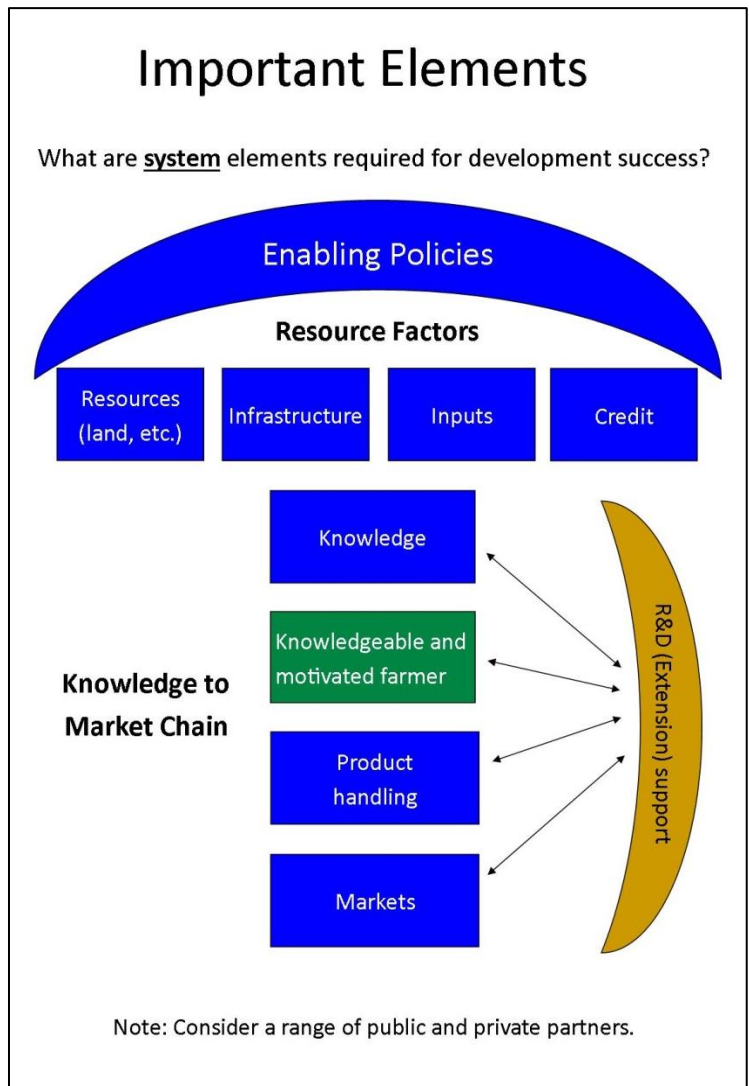 Important Elements
What are system elements required for development success?
Enabling Policies
Resource Factors
Resources
(land, etc.)
Infrastructure
Inputs
Credit
Knowledge
Knowledgeable and
motivated farmer
Knowledge to
Market Chain
Product
handling
Markets
R&D (Extension) support
Note: Consider a range of public and private partners.